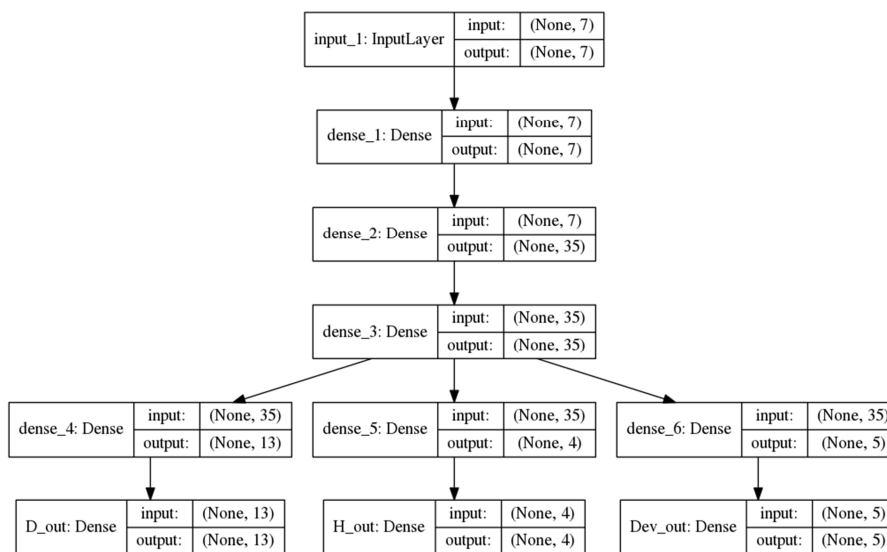 input_1: InputLayer input: (None, 7)
output: (None, 7)
dense_1: Dense input: (None, 7)
output: (None, 7)
dense_2: Dense input: (None, 7)
output: (None, 35)
dense_3: Dense input: (None, 35)
output: (None, 35)
dense_4: Dense input: (None, 35)
output: (None, 13)
dense_5: Dense input: (None, 35)
output: (None, 4)
dense_6: Dense input: (None, 35)
output: (None, 5)
D_out: Dense input: (None, 13)
output: (None, 13)
H_out: Dense input: (None, 4)
output: (None, 4)
Dev_out: Dense input: (None, 5)
output: (None, 5)